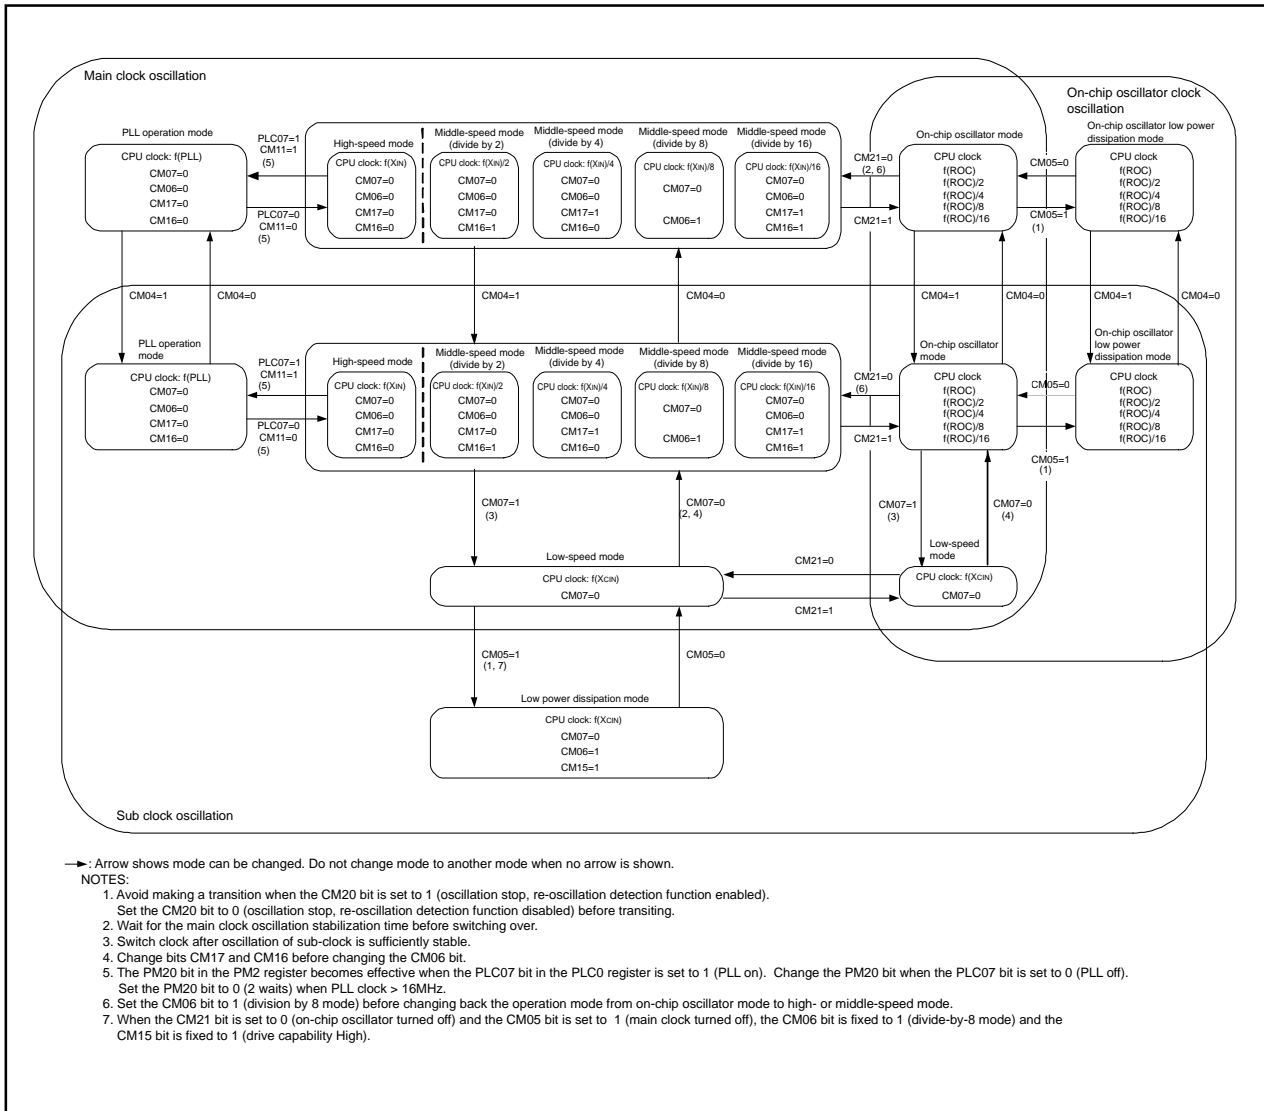 Main clock oscillation
On-chip oscillator clock
oscillation
PLL operation mode
CPU clock: f(PLL)
CM07=0
CM06=0
CM17=0
CM16=0
PLC07=1
CM11=1
(5)
PLC07=0
CM11=0
(5)
High-speed mode
CPU clock: f(XIN)
CM07=0
CM06=0
CM17=0
CM16=0
Middle-speed mode
(divide by 2)
CPU clock: f(XIN)/2
CM07=0
CM06=0
CM17=0
CM16=1
Middle-speed mode
(divide by 4)
CPU clock: f(XIN)/4
CM07=0
CM06=0
CM17=1
CM16=0
Middle-speed mode
(divide by 8)
CPU clock: f(XIN)/8
CM07=0
CM06=1
Middle-speed mode
(divide by 16)
CPU clock: f(XIN)/16
CM07=0
CM06=0
CM17=1
CM16=1
CM21=0
(2, 6)
CM21=1
On-chip oscillator mode
CPU clock
f(ROC)
f(ROC)/2
f(ROC)/4
f(ROC)/8
f(ROC)/16
CM05=0
CM05=1
(1)
On-chip oscillator low power
dissipation mode
CPU clock
f(ROC)
f(ROC)/2
f(ROC)/4
f(ROC)/8
f(ROC)/16
CM04=1
CM04=0
CM04=1
CM04=0
CM04=1
CM04=0
CM04=1
CM04=0
PLL operation
mode
CPU clock: f(PLL)
CM07=0
CM06=0
CM17=0
CM16=0
PLC07=1
CM11=1
(5)
PLC07=0
CM11=0
(5)
High-speed mode
CPU clock: f(XIN)
CM07=0
CM06=0
CM17=0
CM16=0
Middle-speed mode
(divide by 2)
CPU clock: f(XIN)/2
CM07=0
CM06=0
CM17=0
CM16=1
Middle-speed mode
(divide by 4)
CPU clock: f(XIN)/4
CM07=0
CM06=0
CM17=1
CM16=0
Middle-speed mode
(divide by 8)
CPU clock: f(XIN)/8
CM07=0
CM06=1
Middle-speed mode
(divide by 16)
CPU clock: f(XIN)/16
CM07=0
CM06=0
CM17=1
CM16=1
CM21=0
(6)
CM21=1
On-chip oscillator
mode
CPU clock
f(ROC)
f(ROC)/2
f(ROC)/4
f(ROC)/8
f(ROC)/16
CM05=0
CM05=1
(1)
On-chip oscillator
low power
dissipation mode
CPU clock
f(ROC)
f(ROC)/2
f(ROC)/4
f(ROC)/8
f(ROC)/16
CM07=1
(3)
CM07=0
(2, 4)
CM07=1
(3)
CM07=0
(4)
Low-speed mode
CPU clock: f(XCIN)
CM07=0
CM21=0
CM21=1
Low-speed
mode
CPU clock: f(XCIN)
CM07=0
CM05=1
(1, 7)
CM05=0
Low power dissipation mode
CPU clock: f(XCIN)
CM07=0
CM06=1
CM15=1
Sub clock oscillation
: Arrow shows mode can be changed. Do not change mode to another mode when no arrow is shown.
NOTES:
1. Avoid making a transition when the CM20 bit is set to 1 (oscillation stop, re-oscillation detection function enabled).
Set the CM20 bit to 0 (oscillation stop, re-oscillation detection function disabled) before transiting.
2. Wait for the main clock oscillation stabilization time before switching over.
3. Switch clock after oscillation of sub-clock is sufficiently stable.
4. Change bits CM17 and CM16 before changing the CM06 bit.
5. The PM20 bit in the PM2 register becomes effective when the PLC07 bit in the PLC0 register is set to 1 (PLL on). Change the PM20 bit when the PLC07 bit is set to 0 (PLL off).
Set the PM20 bit to 0 (2 waits) when PLL clock > 16MHz.
6. Set the CM06 bit to 1 (division by 8 mode) before changing back the operation mode from on-chip oscillator mode to high- or middle-speed mode.
7. When the CM21 bit is set to 0 (on-chip oscillator turned off) and the CM05 bit is set to 1 (main clock turned off), the CM06 bit is fixed to 1 (divide-by-8 mode) and the
CM15 bit is fixed to 1 (drive capability High).